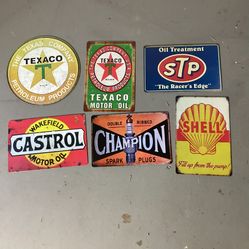 THE TEXAS COMPANY
TEXACO
T
PETROLEUM PRODUCTS
TEXACO
T
TEXACO
MOTOR OIL
Oil Treatment
STP
"The Racer's Edge"
WAKEFIELD
CASTROL
MOTOR OIL
DOUBLE RIBBED
CHAMPION
SPARK PLUGS
SHELL
Fill up from the pump!